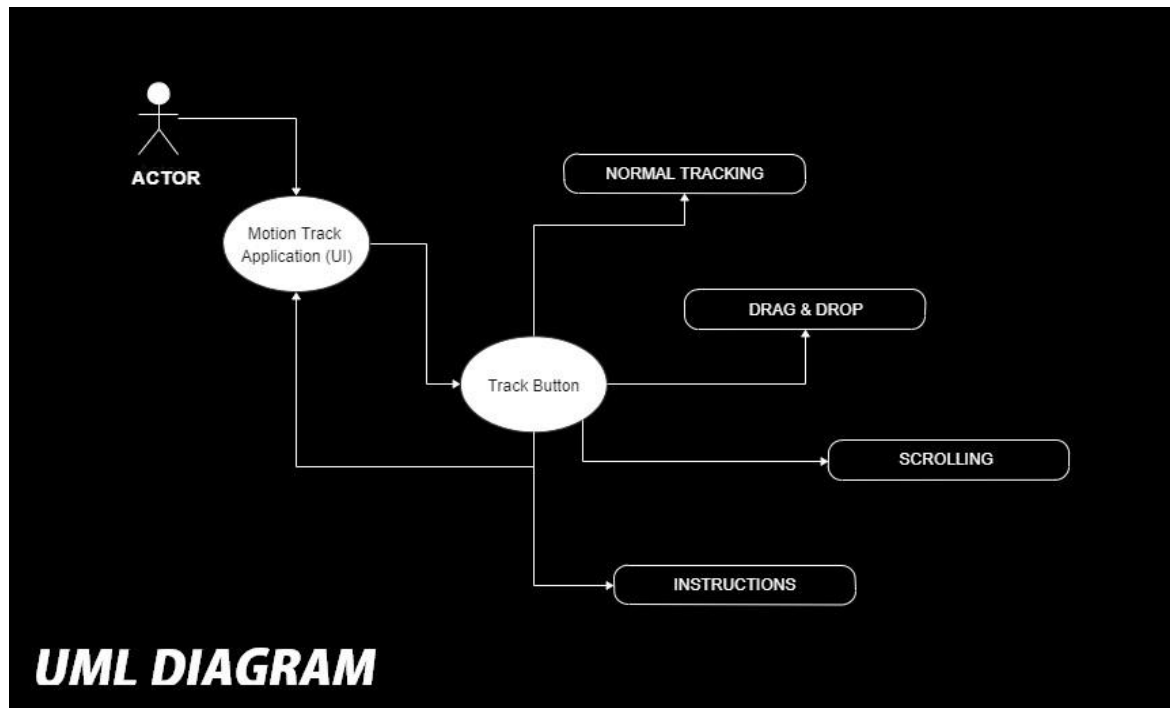 ACTOR
Motion Track
Application (UI)
NORMAL TRACKING
DRAG & DROP
Track Button
SCROLLING
INSTRUCTIONS
UML DIAGRAM